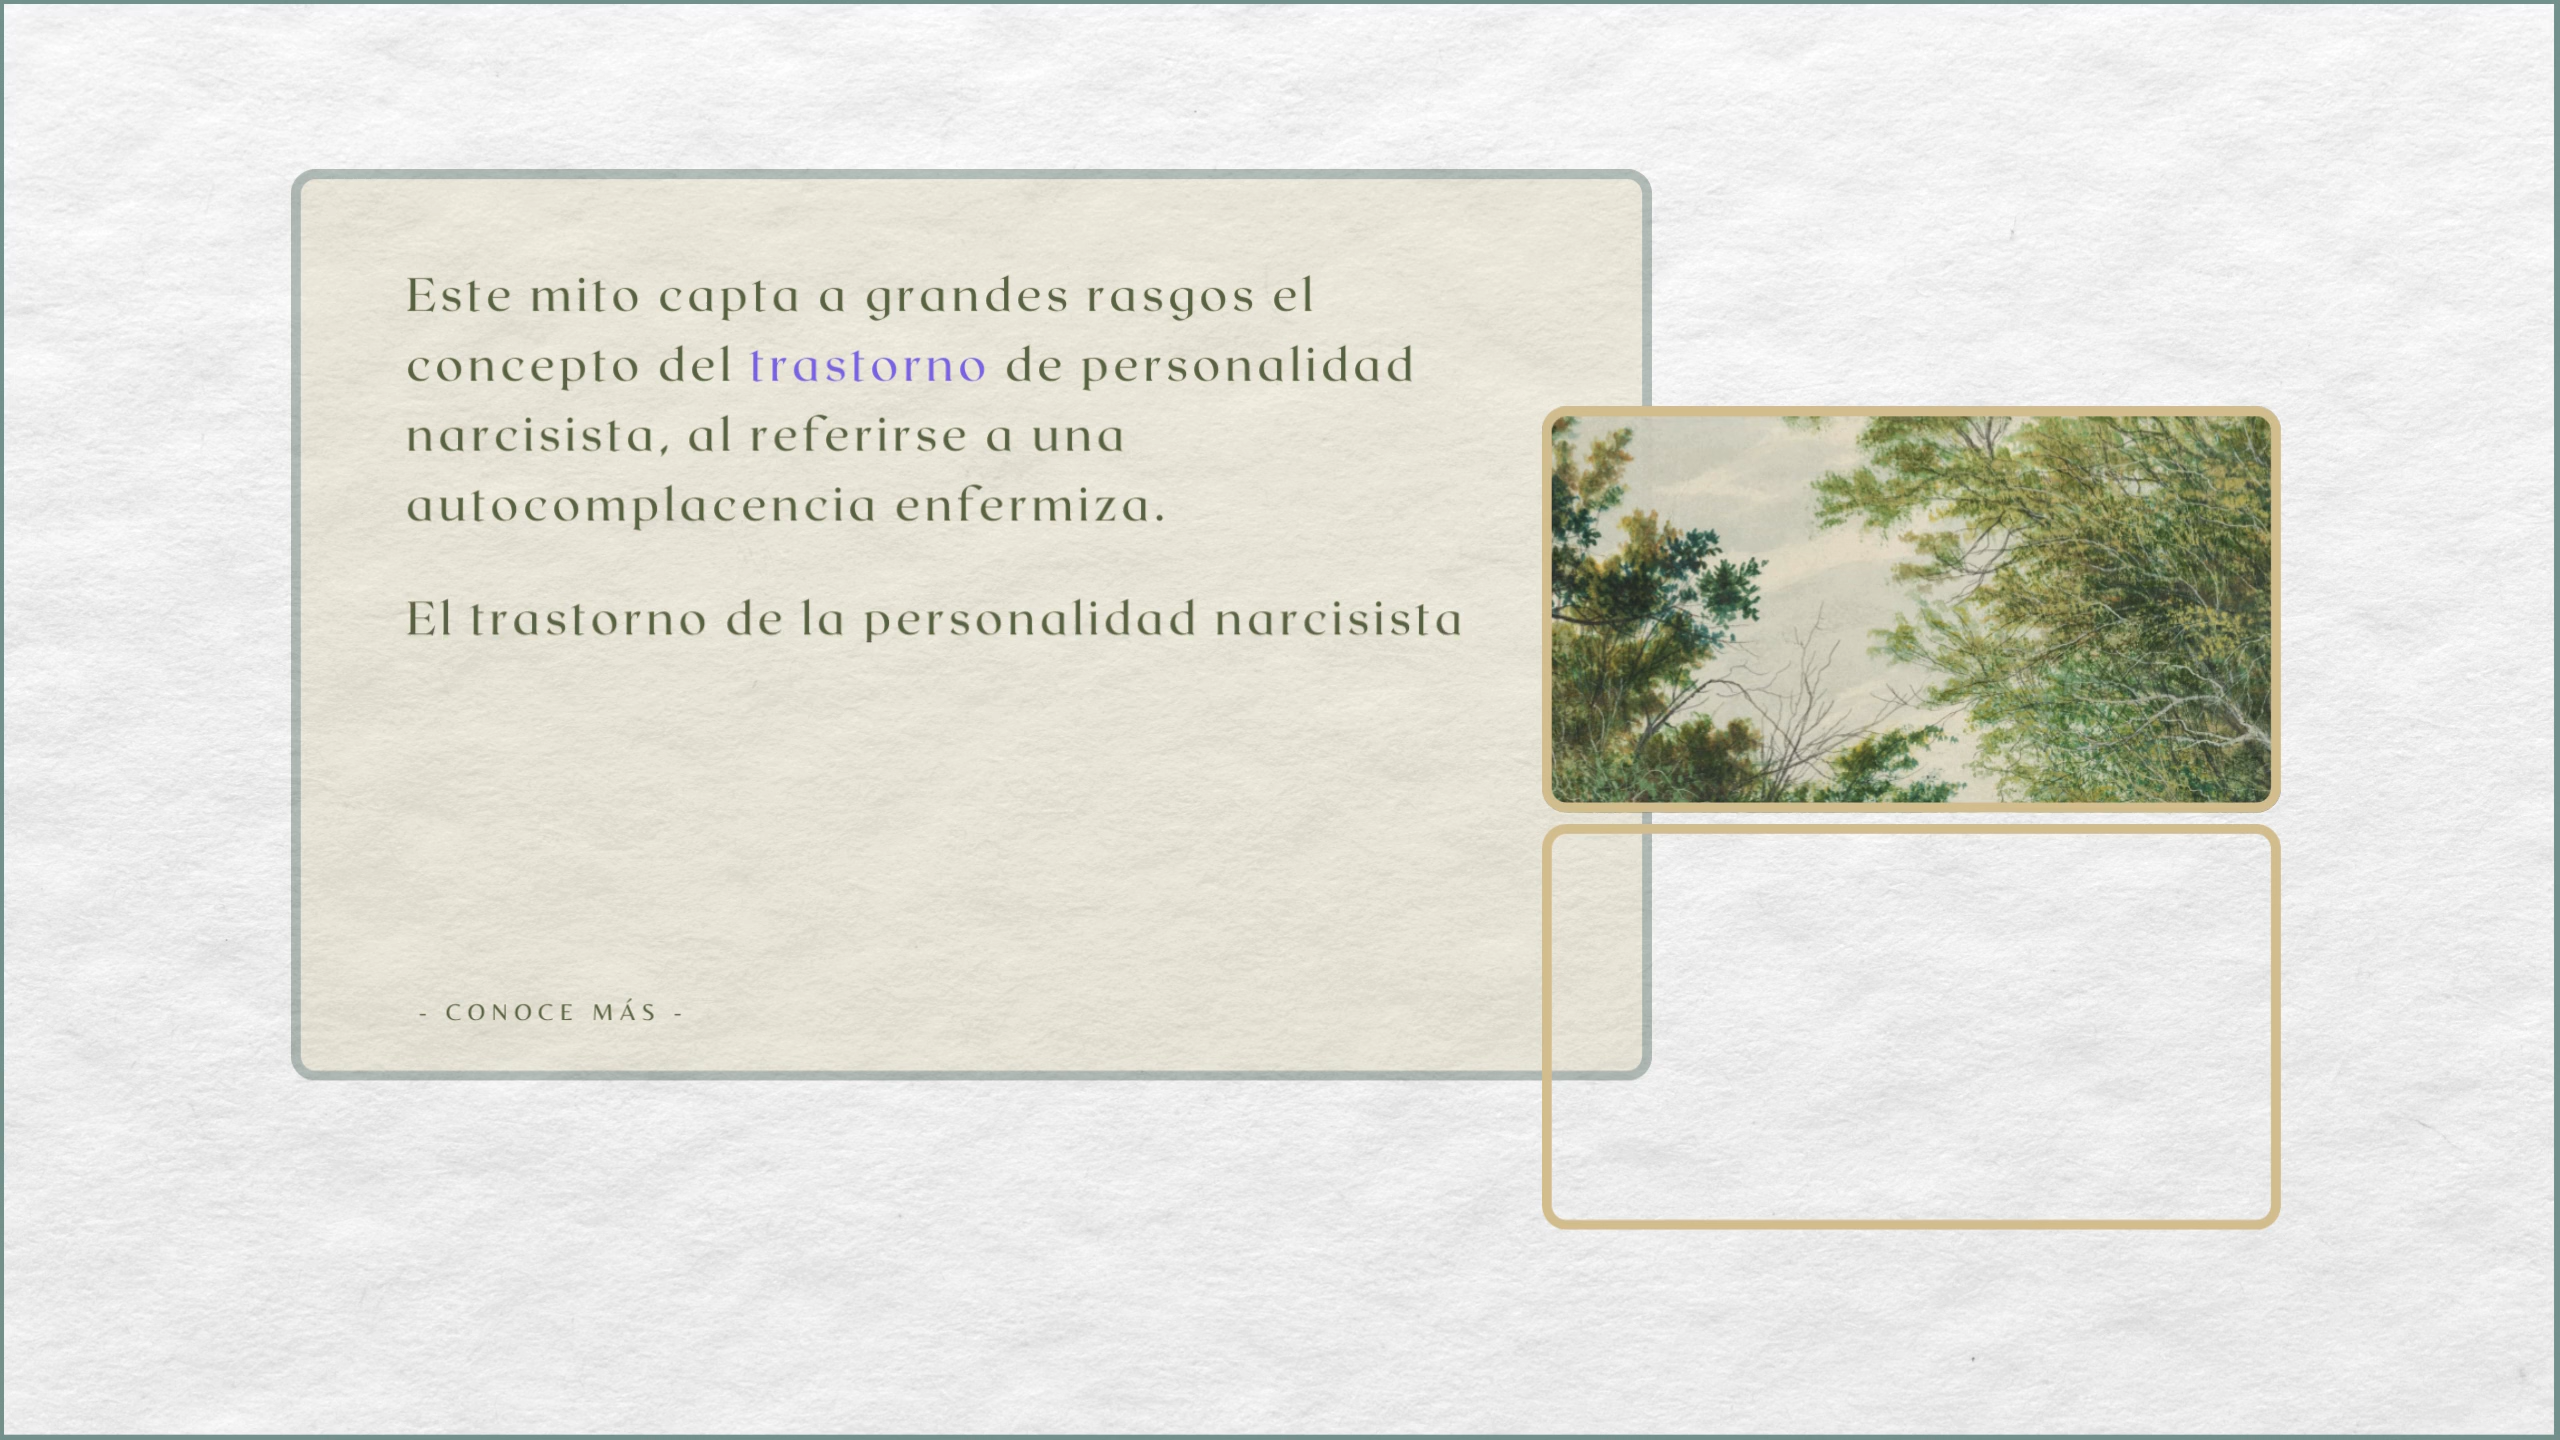 Este mito capta a grandes rasgos el
concepto del trastorno de personalidad
narcisista, al referirse a una
autocomplacencia enfermiza.
El trastorno de la personalidad narcisista
- CONOCE MÁS -